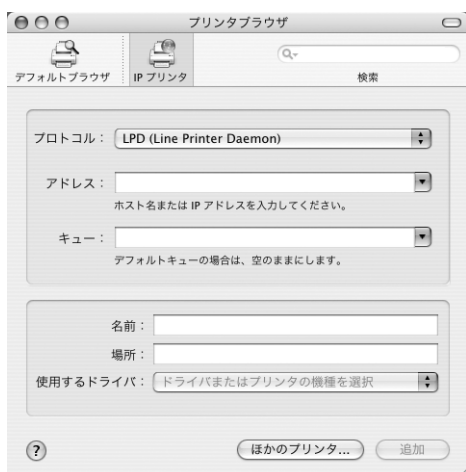 プリンタブラウザ
デフォルトブラウザ
IP プリンタ
検索
プロトコル：
LPD (Line Printer Daemon)
アドレス：
ホスト名または IP アドレスを入力してください。
キュー：
デフォルトキューの場合は、空のままにします。
名前：
場所：
使用するドライバ：
ドライバまたはプリンタの機種を選択
?
ほかのプリンタ...
追加